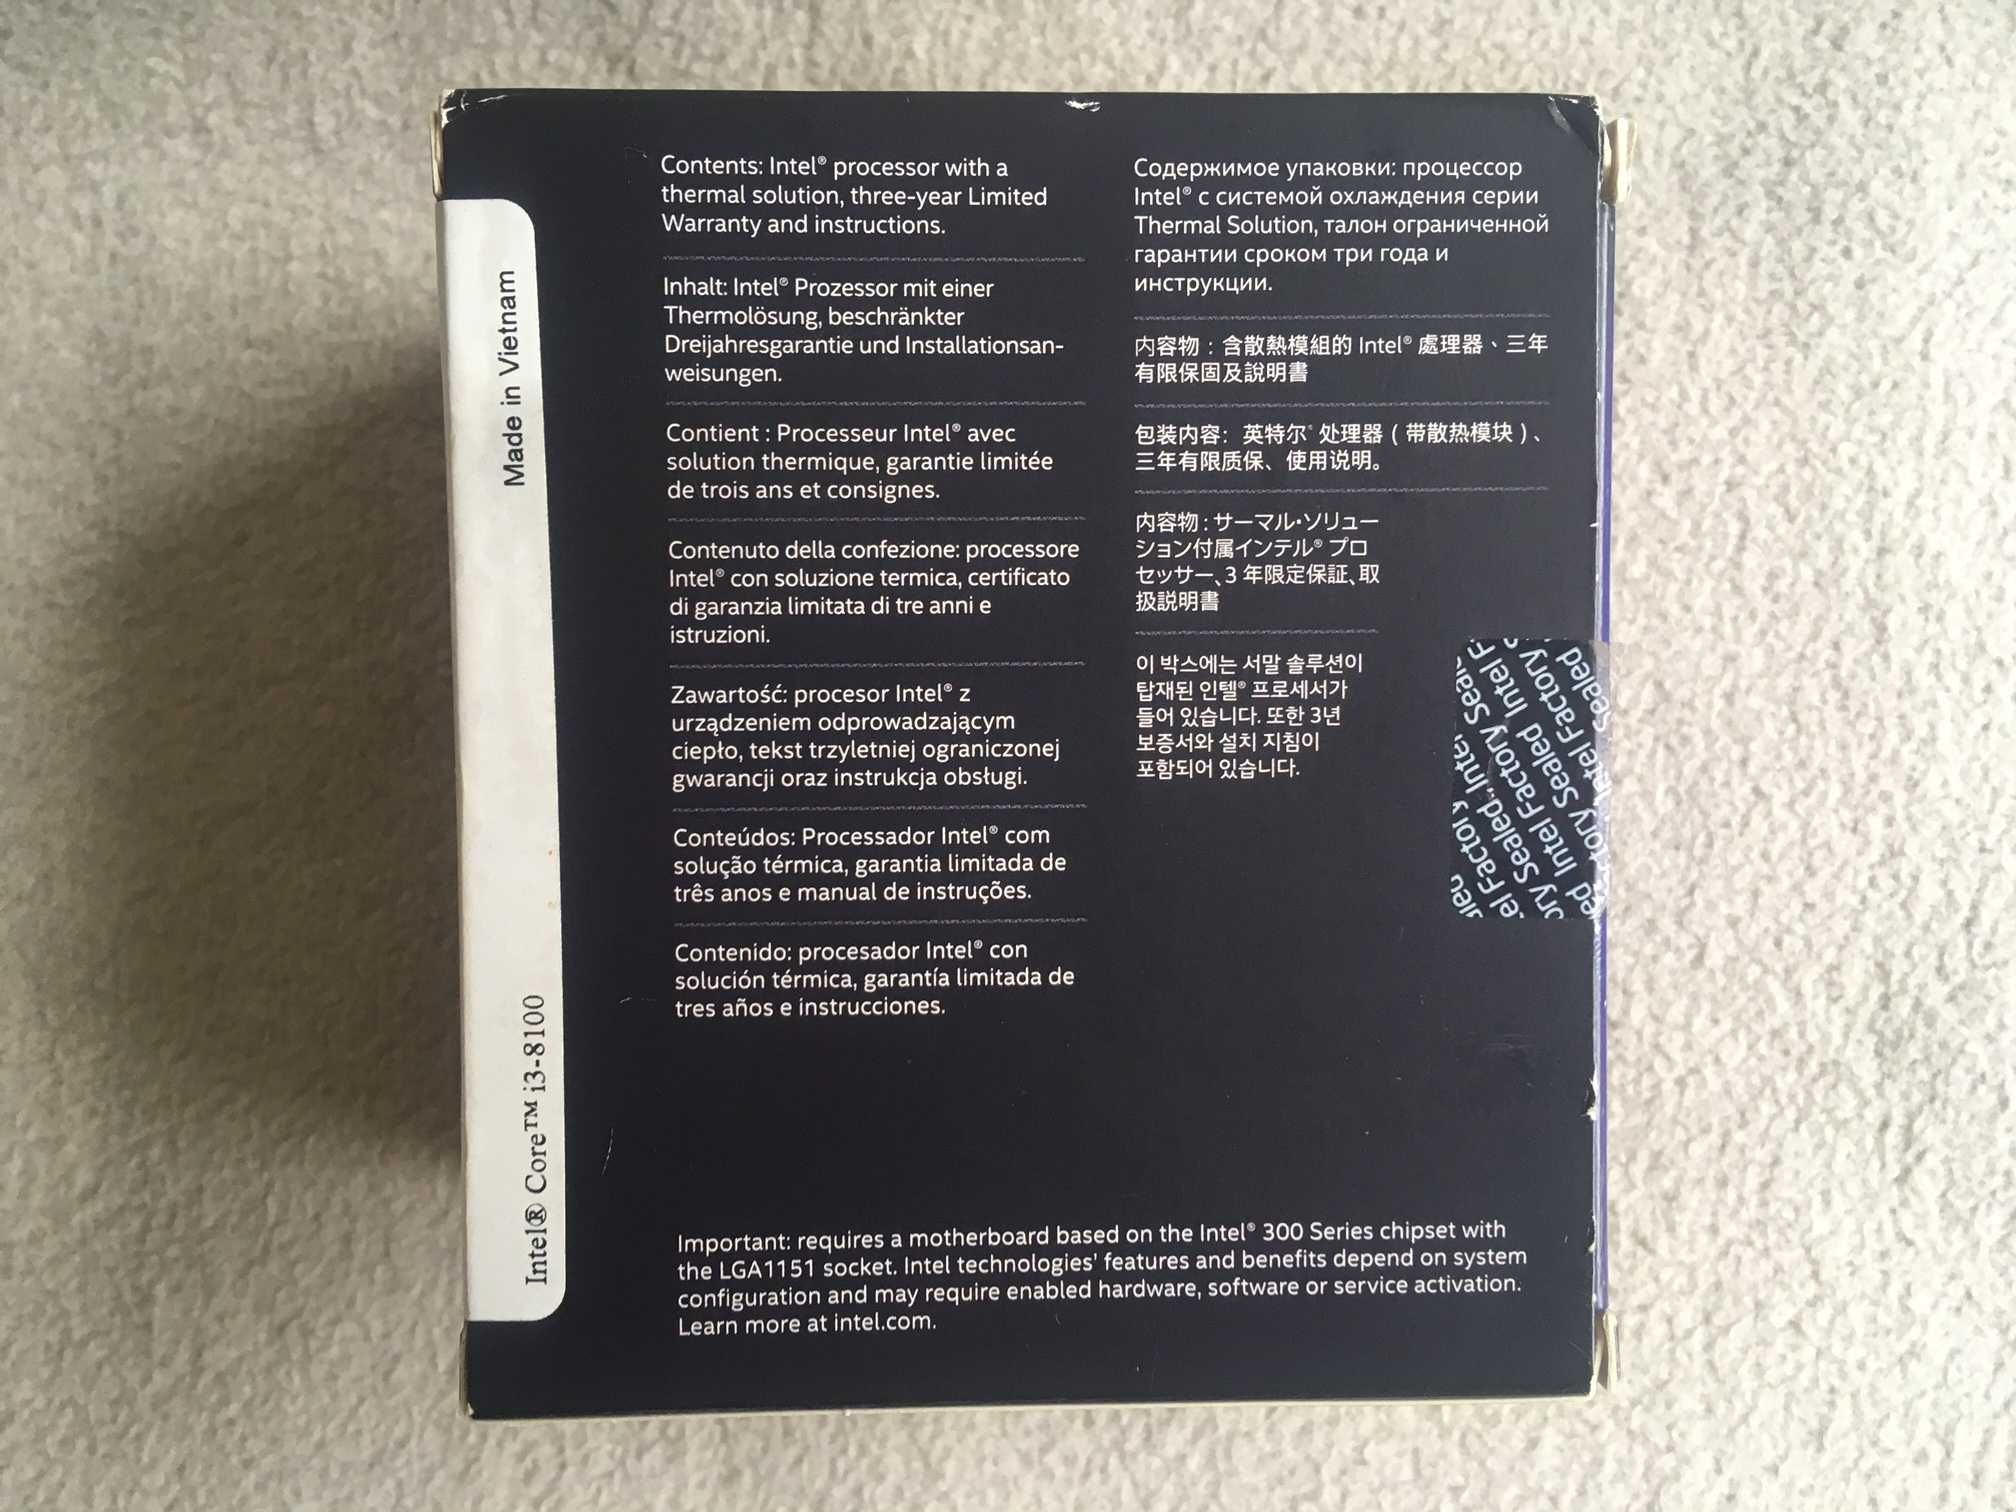 Contents: Intel® processor with a
thermal solution, three-year Limited
Warranty and instructions.
Inhalt: Intel® Prozessor mit einer
Thermolösung, beschränkter
Dreijahresgarantie und Installationsan-
weisungen.
Contient : Processeur Intel® avec
solution thermique, garantie limitée
de trois ans et consignes.
Contenuto della confezione: processore
Intel® con soluzione termica, certificato
di garanzia limitata di tre anni e
istruzioni.
Zawartość: procesor Intel® z
urządzeniem odprowadzającym
ciepło, tekst trzyletniej ograniczonej
gwarancji oraz instrukcja obsługi.
Conteúdos: Processador Intel® com
solução térmica, garantia limitada de
três anos e manual de instruções.
Contenido: procesador Intel® con
solución térmica, garantía limitada de
tres años e instrucciones.
Содержимое упаковки: процессор
Intel® с системой охлаждения серии
Thermal Solution, талон ограниченной
гарантии сроком три года и
инструкции.
內容物：含散熱模組的 Intel® 處理器、三年
有限保固及說明書
包装内容：英特尔® 处理器（带散热模块）、
三年有限质保、使用说明。
内容物：サーマル・ソリュー
ション付属インテル® プロ
セッサー、3 年限定保証、取
扱説明書
이 박스에는 서말 솔루션이
탑재된 인텔® 프로세서가
들어 있습니다. 또한 3년
보증서와 설치 지침이
포함되어 있습니다.
Important: requires a motherboard based on the Intel® 300 Series chipset with
the LGA1151 socket. Intel technologies' features and benefits depend on system
configuration and may require enabled hardware, software or service activation.
Learn more at intel.com.
Intel® Core™ i3-8100
Made in Vietnam
Intel Factory Sealed